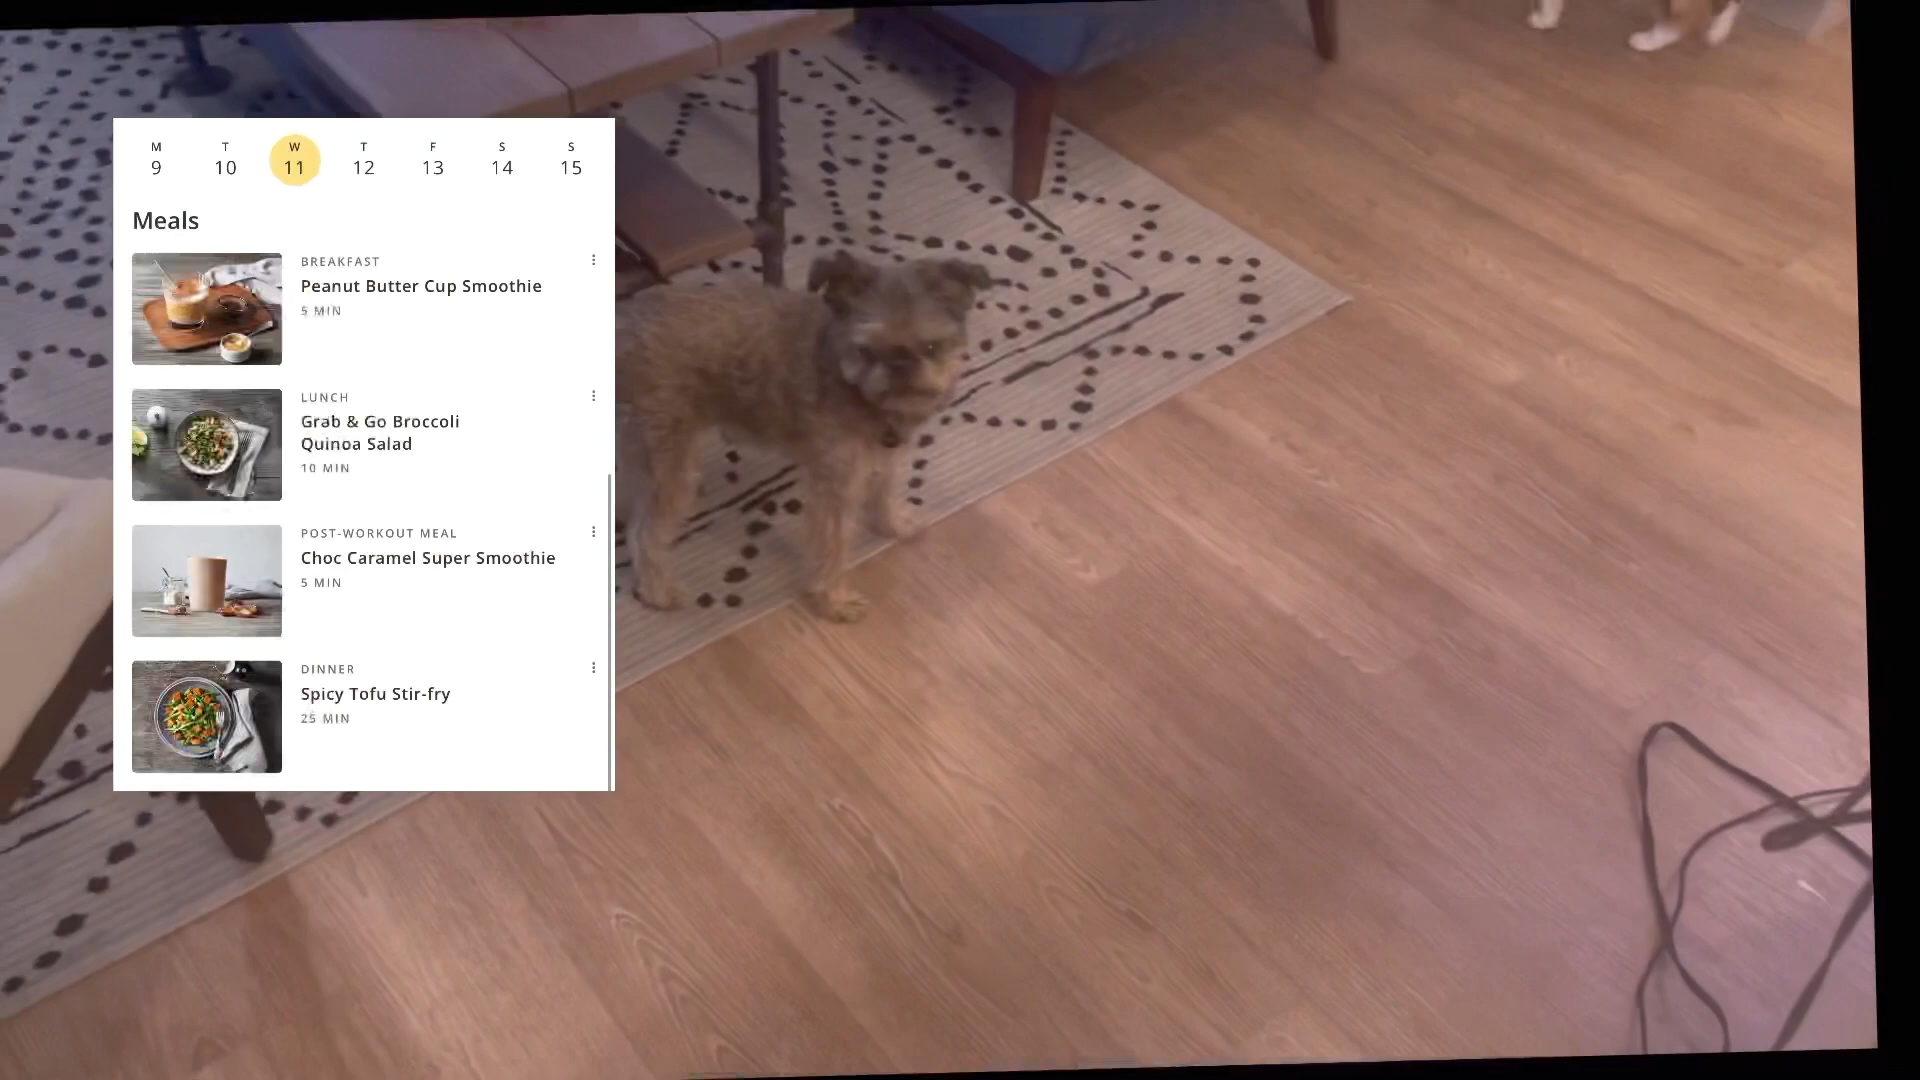 M T W T F S S
9 10 11 12 13 14 15
Meals
BREAKFAST
Peanut Butter Cup Smoothie
5 MIN
LUNCH
Grab & Go Broccoli
Quinoa Salad
10 MIN
POST-WORKOUT MEAL
Choc Caramel Super Smoothie
5 MIN
DINNER
Spicy Tofu Stir-fry
25 MIN